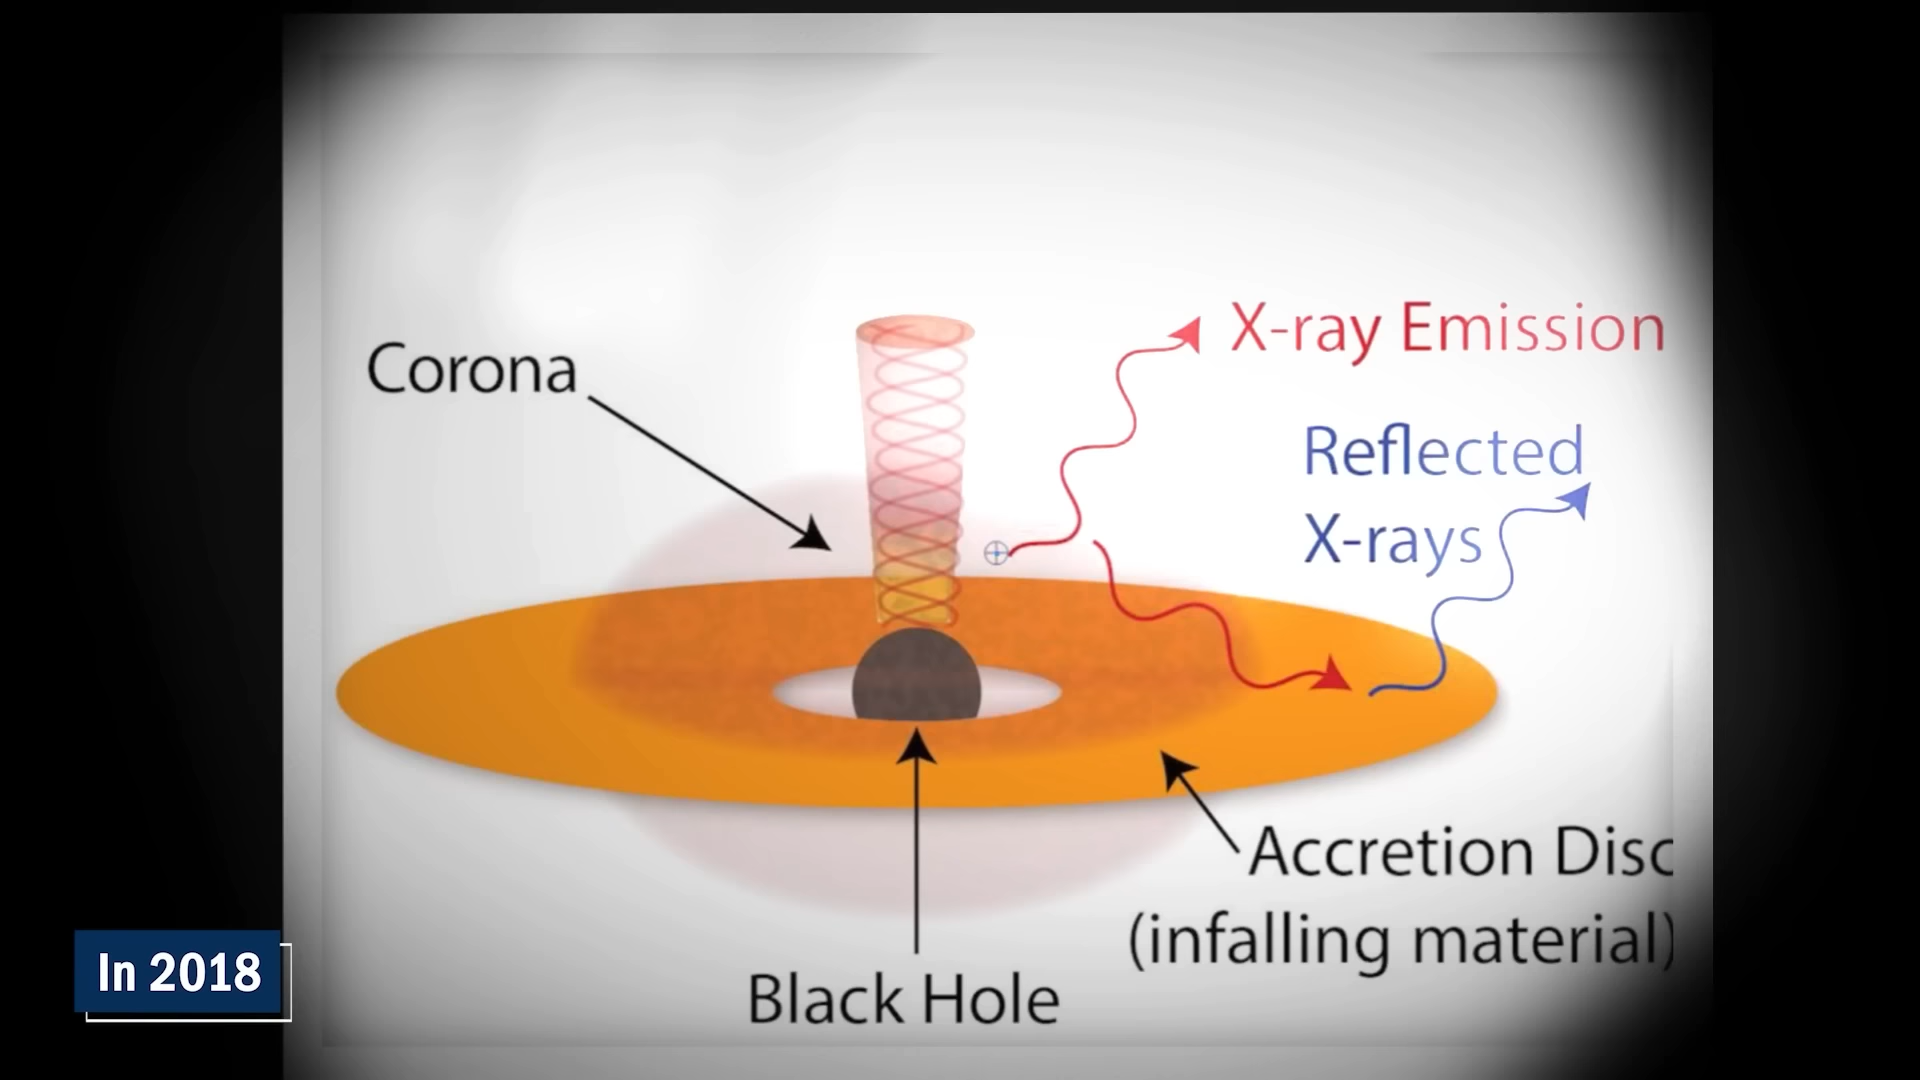 X-ray Emission
Corona
Reflected
X-rays
Accretion Disc
(infalling material)
In 2018
Black Hole